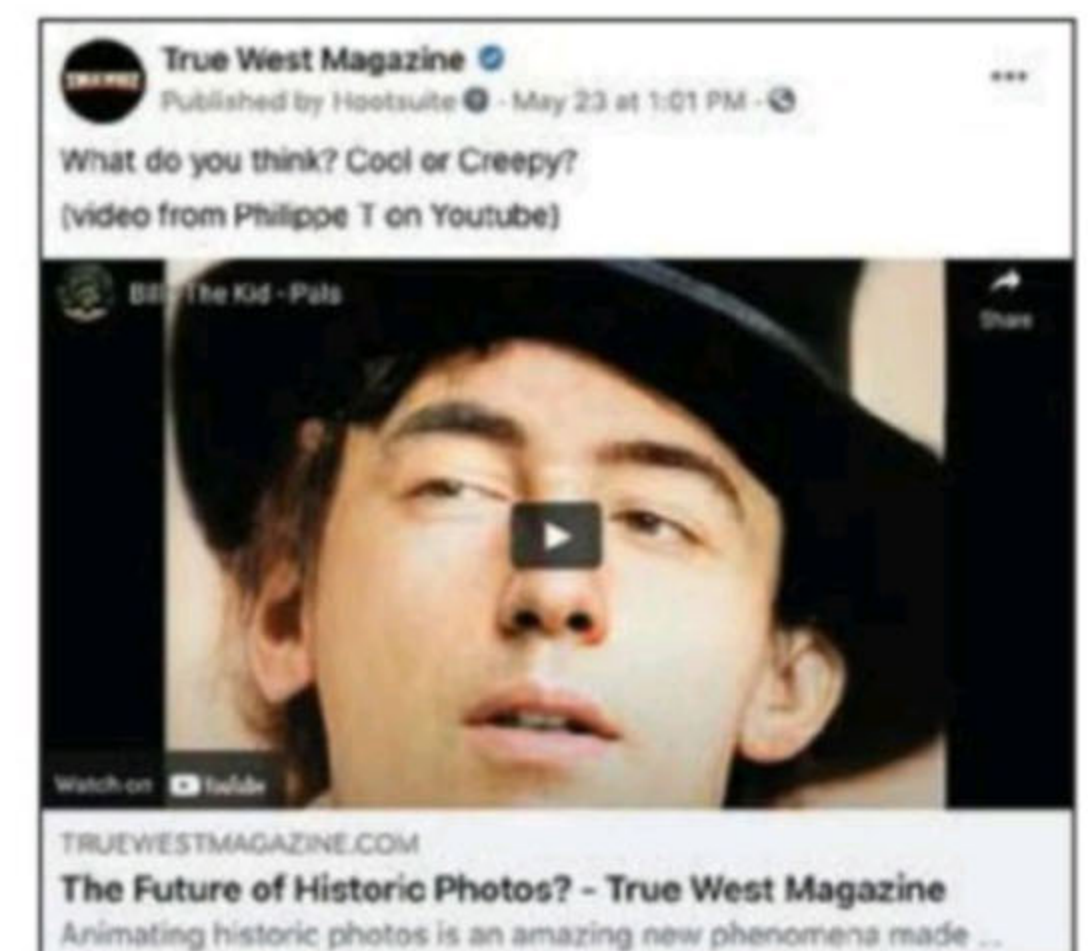 True West Magazine
Published by Hootsuite · May 23 at 1:01 PM ·
What do you think? Cool or Creepy?
(video from Philippe T on Youtube)
The Kid - Pals
Share
Watch on YouTube
TRUEWESTMAGAZINE.COM
The Future of Historic Photos? - True West Magazine
Animating historic photos is an amazing new phenomena made ...